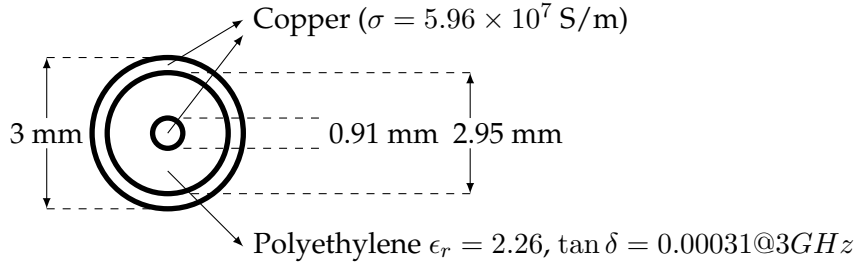 Copper (σ = 5.96 × 10⁷ S/m)
3 mm
0.91 mm
2.95 mm
Polyethylene ϵᵣ = 2.26, tan δ = 0.00031@3GHz